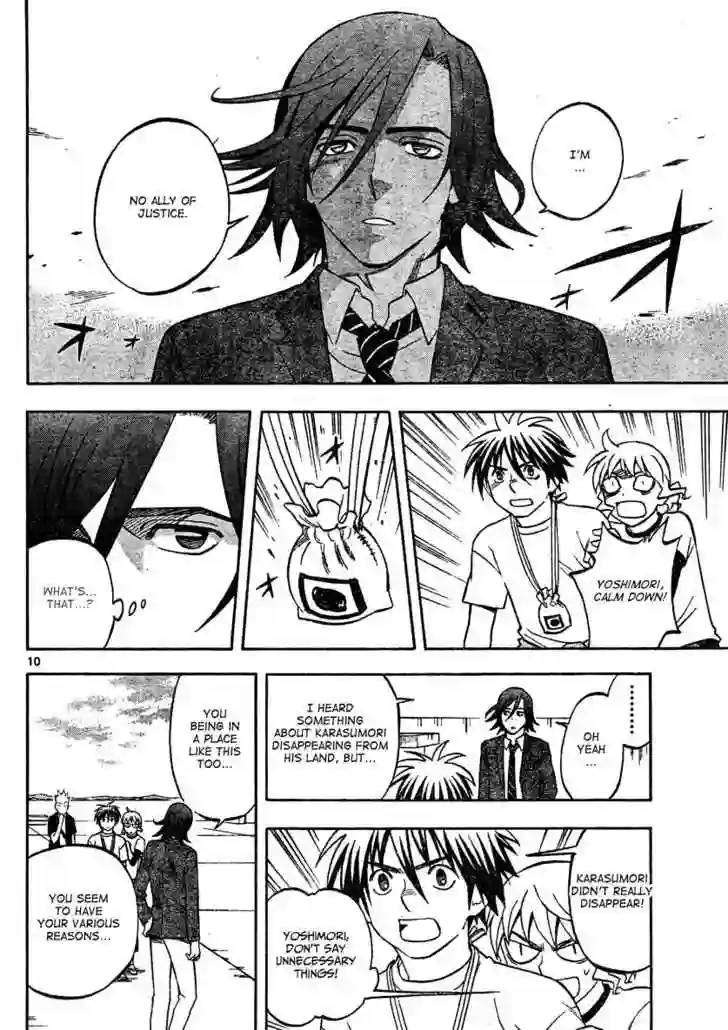 I'M
...
NO ALLY OF
JUSTICE.
YOSHIMORI,
CALM DOWN!
WHAT'S...
THAT...?
10
.......
OH
YEAH
...
I HEARD
SOMETHING
ABOUT KARASUMORI
DISAPPEARING FROM
HIS LAND, BUT...
YOU
BEING IN
A PLACE
LIKE THIS
TOO...
YOU SEEM
TO HAVE
YOUR VARIOUS
REASONS...
KARASUMORI
DIDN'T REALLY
DISAPPEAR!
YOSHIMORI,
DON'T SAY
UNNECESSARY
THINGS!